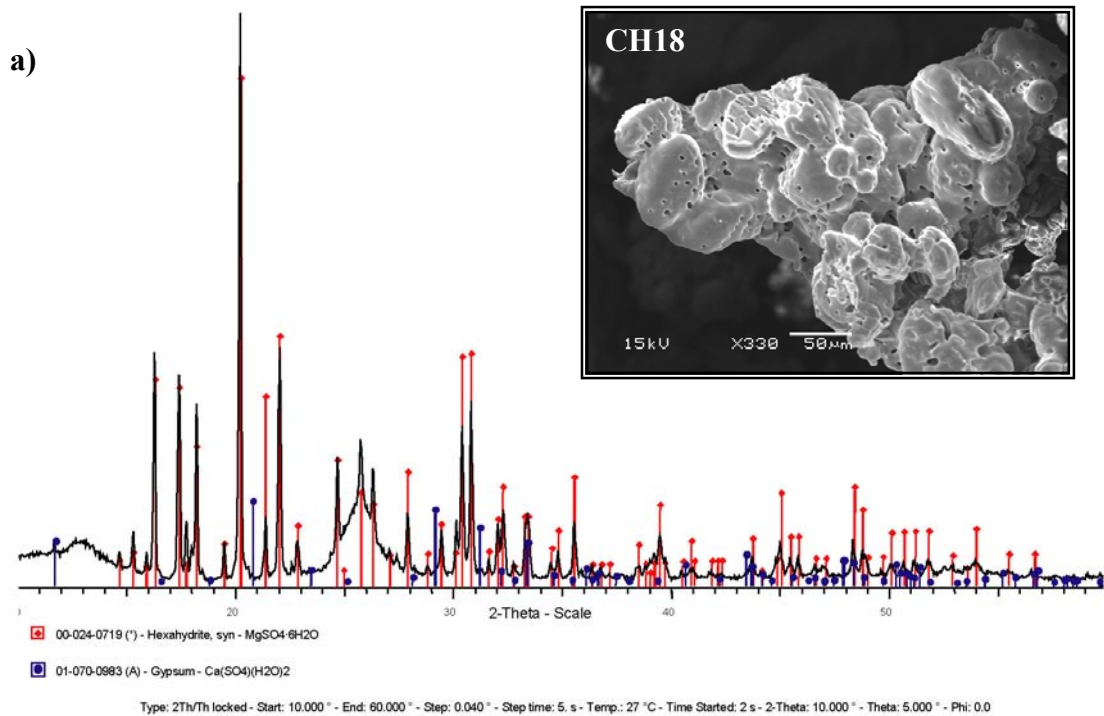 a)
CH18
15kV X330 50µm
20 30 40 50
2-Theta - Scale
00-024-0719 (*) - Hexahydrite, syn - MgSO4·6H2O
01-070-0983 (A) - Gypsum - Ca(SO4)(H2O)2
Type: 2Th/Th locked - Start: 10.000 ° - End: 60.000 ° - Step: 0.040 ° - Step time: 5. s - Temp.: 27 °C - Time Started: 2 s - 2-Theta: 10.000 ° - Theta: 5.000 ° - Phi: 0.0